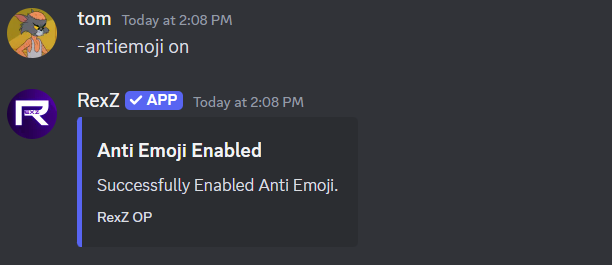 tom Today at 2:08 PM
-antiemoji on
RexZ ✓ APP Today at 2:08 PM
Anti Emoji Enabled
Successfully Enabled Anti Emoji.
RexZ OP